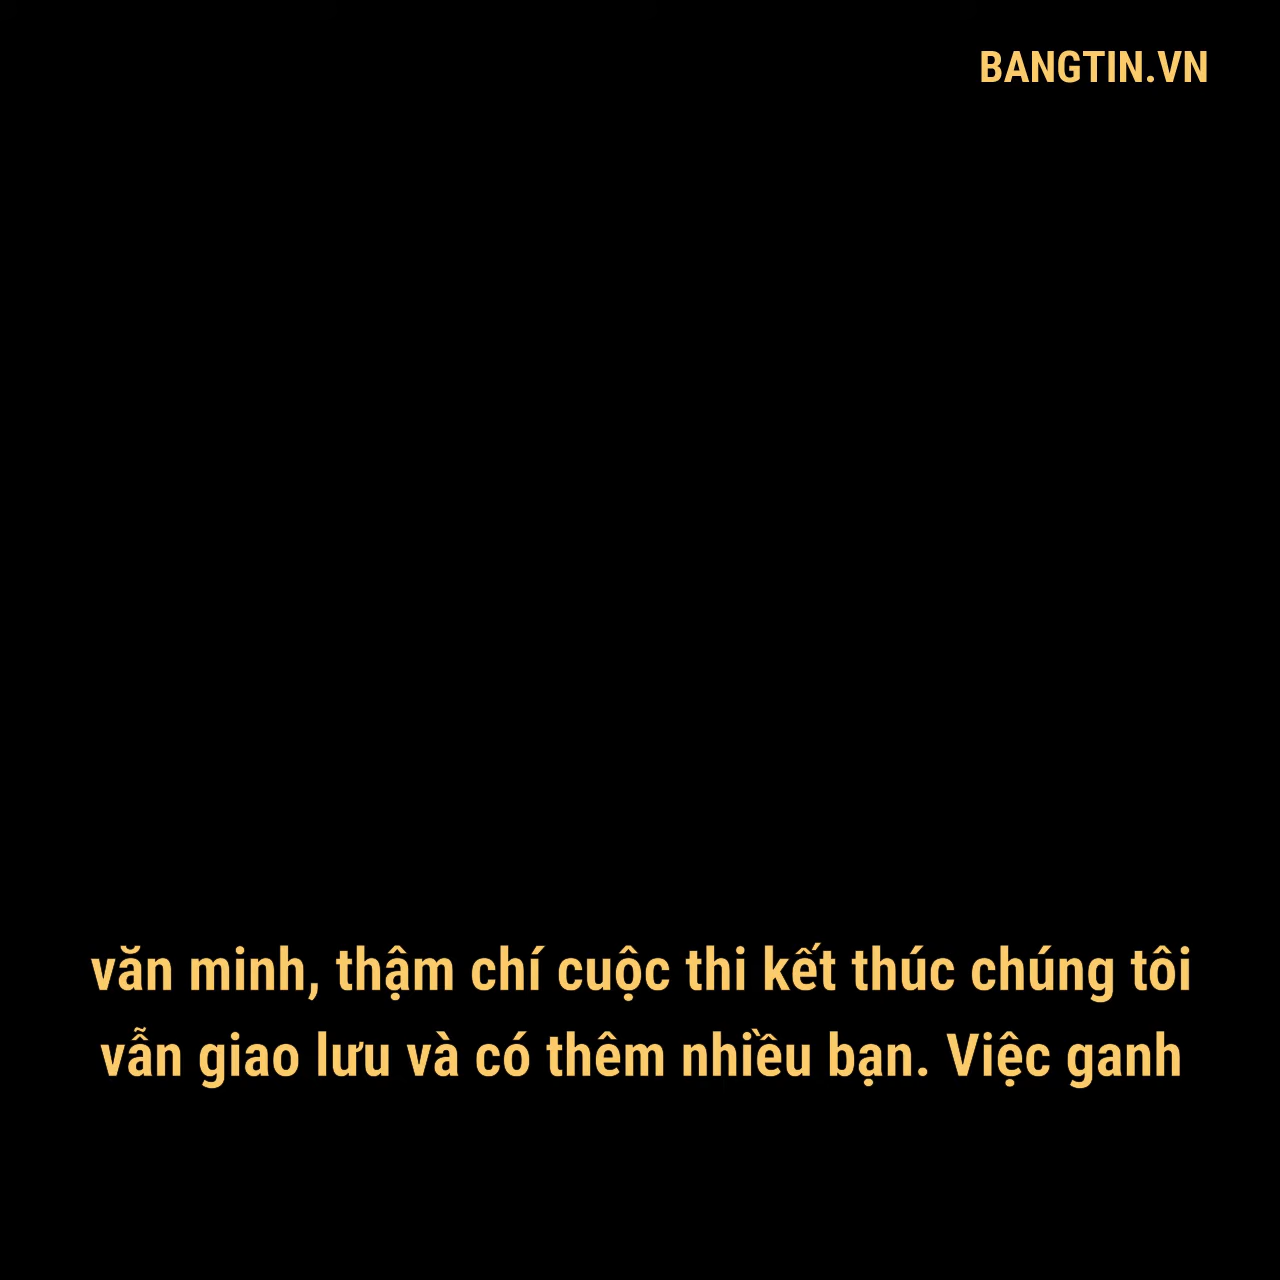 BANGTIN.VN
văn minh, thậm chí cuộc thi kết thúc chúng tôi
vẫn giao lưu và có thêm nhiều bạn. Việc ganh